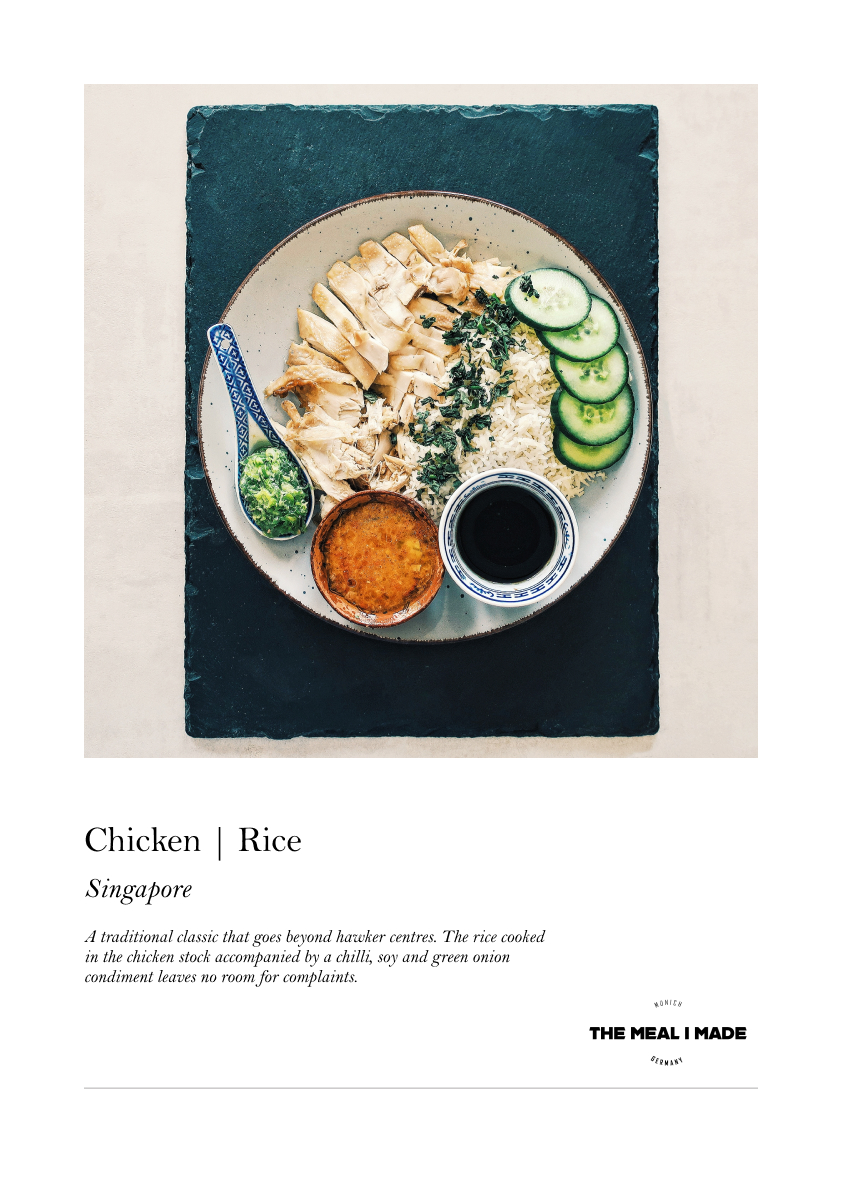 Chicken | Rice
Singapore
A traditional classic that goes beyond hawker centres. The rice cooked
in the chicken stock accompanied by a chilli, soy and green onion
condiment leaves no room for complaints.
MUNICH
THE MEAL I MADE
GERMANY